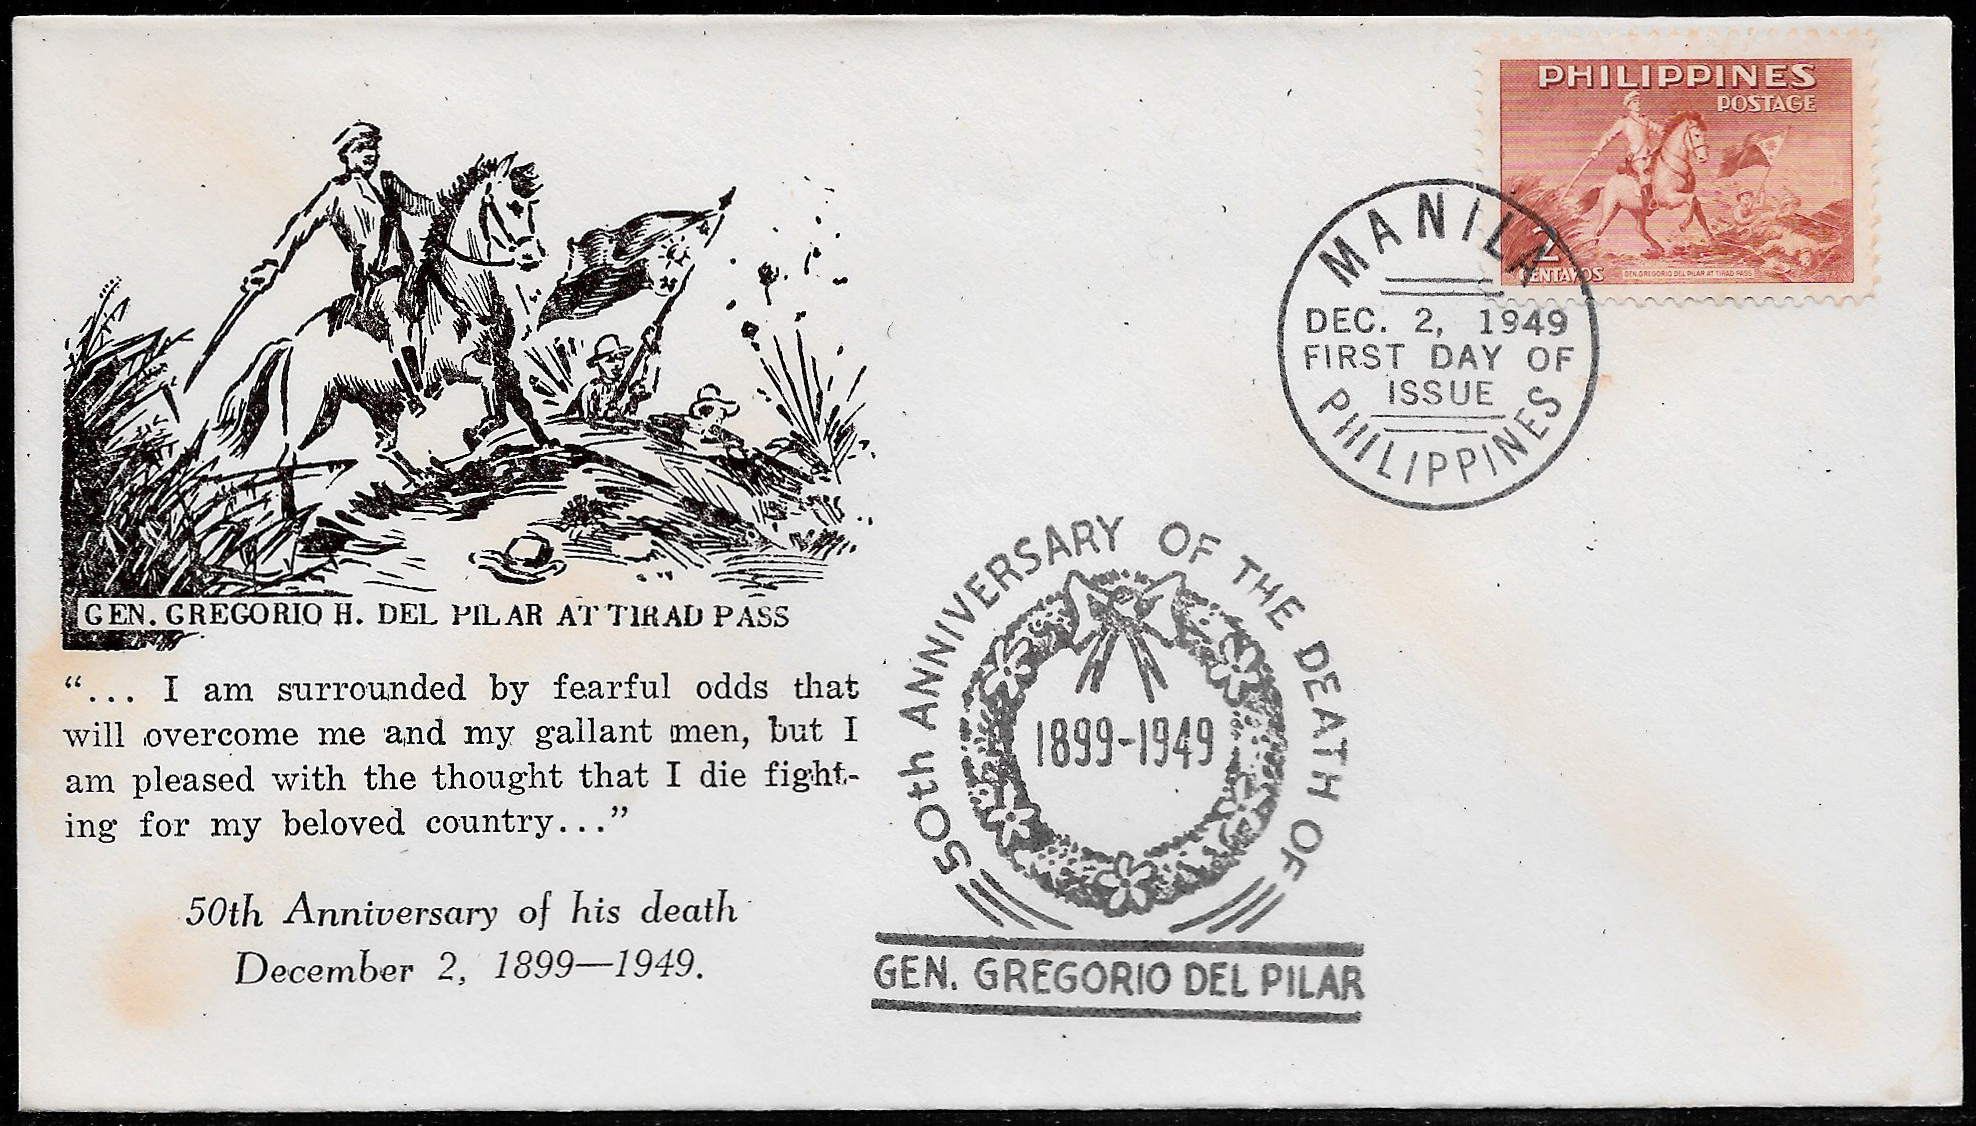 PHILIPPINES
POSTAGE
2
CENTAVOS
GEN. GREGORIO DEL PILAR AT TIRAD PASS
MANILA
DEC. 2, 1949
FIRST DAY OF
ISSUE
PHILIPPINES
GEN. GREGORIO H. DEL PILAR AT TIRAD PASS
“... I am surrounded by fearful odds that
will overcome me and my gallant men, but I
am pleased with the thought that I die fight-
ing for my beloved country...”
50th Anniversary of his death
December 2, 1899—1949.
50th ANNIVERSARY OF THE DEATH OF
1899-1949
GEN. GREGORIO DEL PILAR